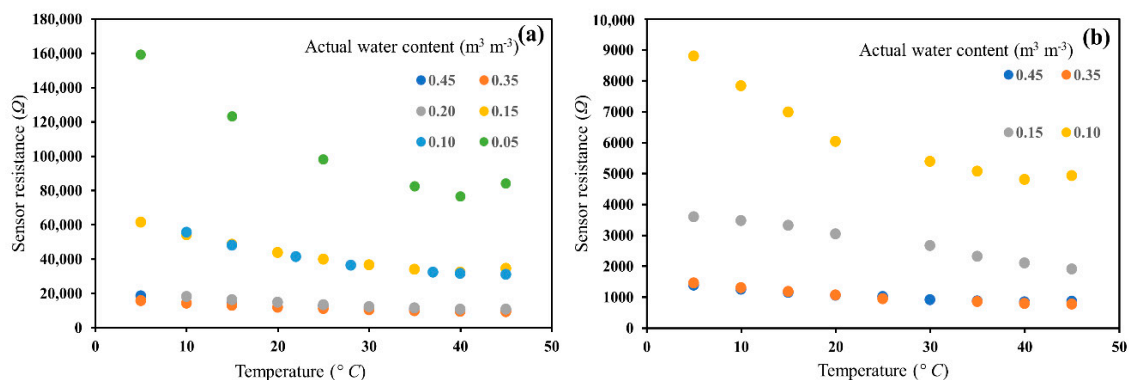 180,000
160,000
140,000
120,000
100,000
80,000
60,000
40,000
20,000
0
Sensor resistance (Ω)
(a)
Actual water content (m³ m⁻³)
0.45 0.35
0.20 0.15
0.10 0.05
0 10 20 30 40 50
Temperature (° C)
10,000
9000
8000
7000
6000
5000
4000
3000
2000
1000
0
Sensor resistance (Ω)
(b)
Actual water content (m³ m⁻³)
0.45 0.35
0.15 0.10
0 10 20 30 40 50
Temperature (° C)